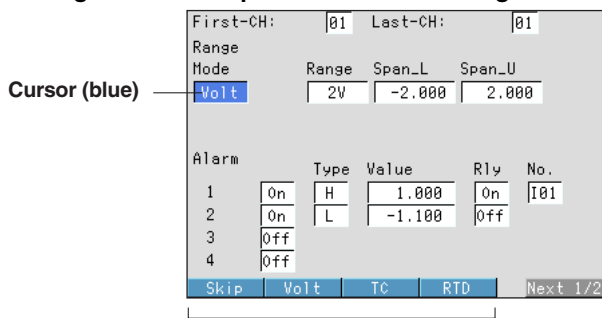 First-CH: 01 Last-CH: 01
Range
Mode Range Span_L Span_U
Cursor (blue)
Volt 2V -2.000 2.000
Alarm Type Value Rly No.
1 On H 1.000 On I01
2 On L -1.100 Off
3 Off
4 Off
Skip Volt TC RTD Next 1/2